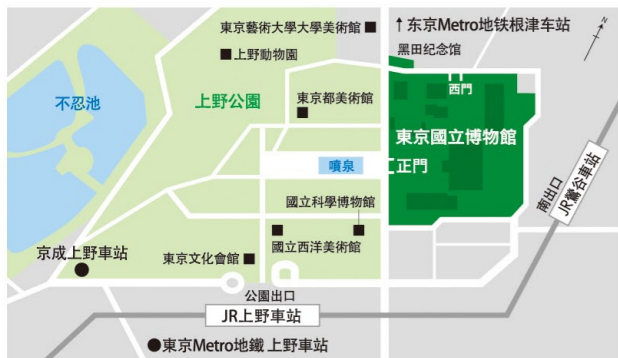 東京藝術大學大學美術館
上野動物園
↑东京Metro地铁根津车站
黑田纪念馆
N
西門
不忍池
上野公園
東京都美術館
東京國立博物館
噴泉
正門
南出口
JR鶯谷車站
國立科學博物館
京成上野車站
東京文化會館
國立西洋美術館
公園出口
JR上野車站
東京Metro地鐵 上野車站